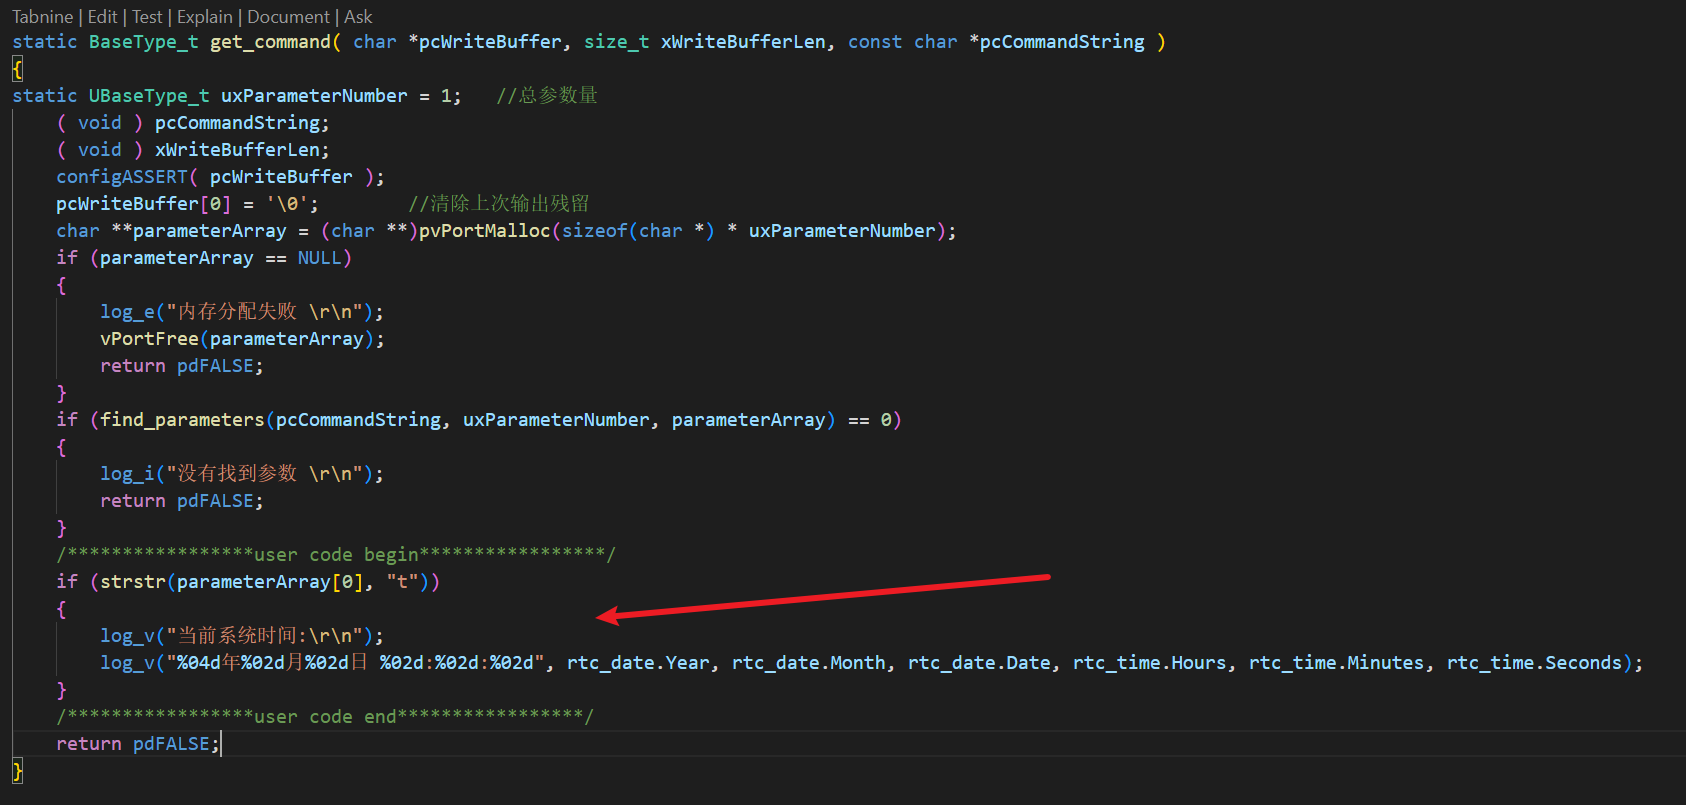 Tabnine | Edit | Test | Explain | Document | Ask
static BaseType_t get_command( char *pcWriteBuffer, size_t xWriteBufferLen, const char *pcCommandString )
{
static UBaseType_t uxParameterNumber = 1;   //总参数量
    ( void ) pcCommandString;
    ( void ) xWriteBufferLen;
    configASSERT( pcWriteBuffer );
    pcWriteBuffer[0] = '\0';        //清除上次输出残留
    char **parameterArray = (char **)pvPortMalloc(sizeof(char *) * uxParameterNumber);
    if (parameterArray == NULL)
    {
        log_e("内存分配失败 \r\n");
        vPortFree(parameterArray);
        return pdFALSE;
    }
    if (find_parameters(pcCommandString, uxParameterNumber, parameterArray) == 0)
    {
        log_i("没有找到参数 \r\n");
        return pdFALSE;
    }
    /*****************user code begin*****************/
    if (strstr(parameterArray[0], "t"))
    {
        log_v("当前系统时间:\r\n");
        log_v("%04d年%02d月%02d日 %02d:%02d:%02d", rtc_date.Year, rtc_date.Month, rtc_date.Date, rtc_time.Hours, rtc_time.Minutes, rtc_time.Seconds);
    }
    /*****************user code end*****************/
    return pdFALSE;
}